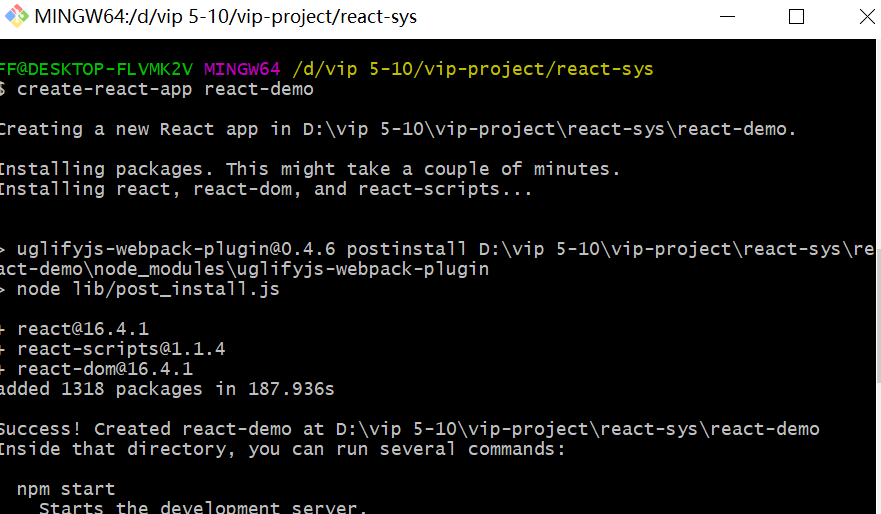 MINGW64:/d/vip 5-10/vip-project/react-sys
FF@DESKTOP-FLVMK2V MINGW64 /d/vip 5-10/vip-project/react-sys
$ create-react-app react-demo
Creating a new React app in D:\vip 5-10\vip-project\react-sys\react-demo.
Installing packages. This might take a couple of minutes.
Installing react, react-dom, and react-scripts...
> uglifyjs-webpack-plugin@0.4.6 postinstall D:\vip 5-10\vip-project\react-sys\re
act-demo\node_modules\uglifyjs-webpack-plugin
> node lib/post_install.js
+ react@16.4.1
+ react-scripts@1.1.4
+ react-dom@16.4.1
added 1318 packages in 187.936s
Success! Created react-demo at D:\vip 5-10\vip-project\react-sys\react-demo
Inside that directory, you can run several commands:
npm start
Starts the development server.